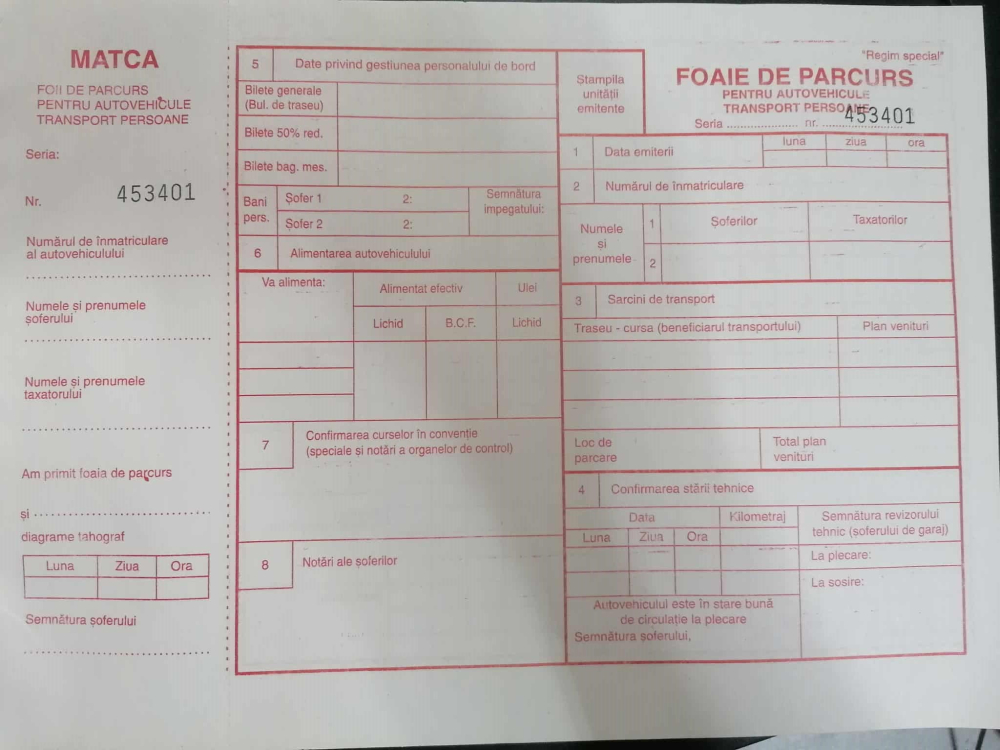 MATCA
FOII DE PARCURS
PENTRU AUTOVEHICULE
TRANSPORT PERSOANE
Seria:
Nr. 453401
Numărul de înmatriculare
al autovehiculului
Numele și prenumele
șoferului
Numele și prenumele
taxatorului
Am primit foaia de parcurs
și
diagrame tahograf
Luna Ziua Ora
Semnătura șoferului
5 Date privind gestiunea personalului de bord
Bilete generale
(Bul. de traseu)
Bilete 50% red.
Bilete bag. mes.
Bani
pers.
Șofer 1 2:
Șofer 2 2:
Semnătura
impegatului:
6 Alimentarea autovehiculului
Va alimenta: Alimentat efectiv Ulei
Lichid B.C.F. Lichid
7 Confirmarea curselor în convenție
(speciale și notări a organelor de control)
8 Notări ale șoferilor
Stampila
unității
emitente
"Regim special"
FOAIE DE PARCURS
PENTRU AUTOVEHICULE
TRANSPORT PERSOANE
Seria .................. nr. .................. 453401
1 Data emiterii luna ziua ora
2 Numărul de înmatriculare
Numele
și
prenumele
1 Șoferilor Taxatorilor
2
3 Sarcini de transport
Traseu - cursa (beneficiarul transportului) Plan venituri
Loc de
parcare
Total plan
venituri
4 Confirmarea stării tehnice
Data Kilometraj Semnătura revizorului
tehnic (șoferului de garaj)
Luna Ziua Ora
La plecare:
La sosire:
Autovehiculul este în stare bună
de circulație la plecare
Semnătura șoferului,